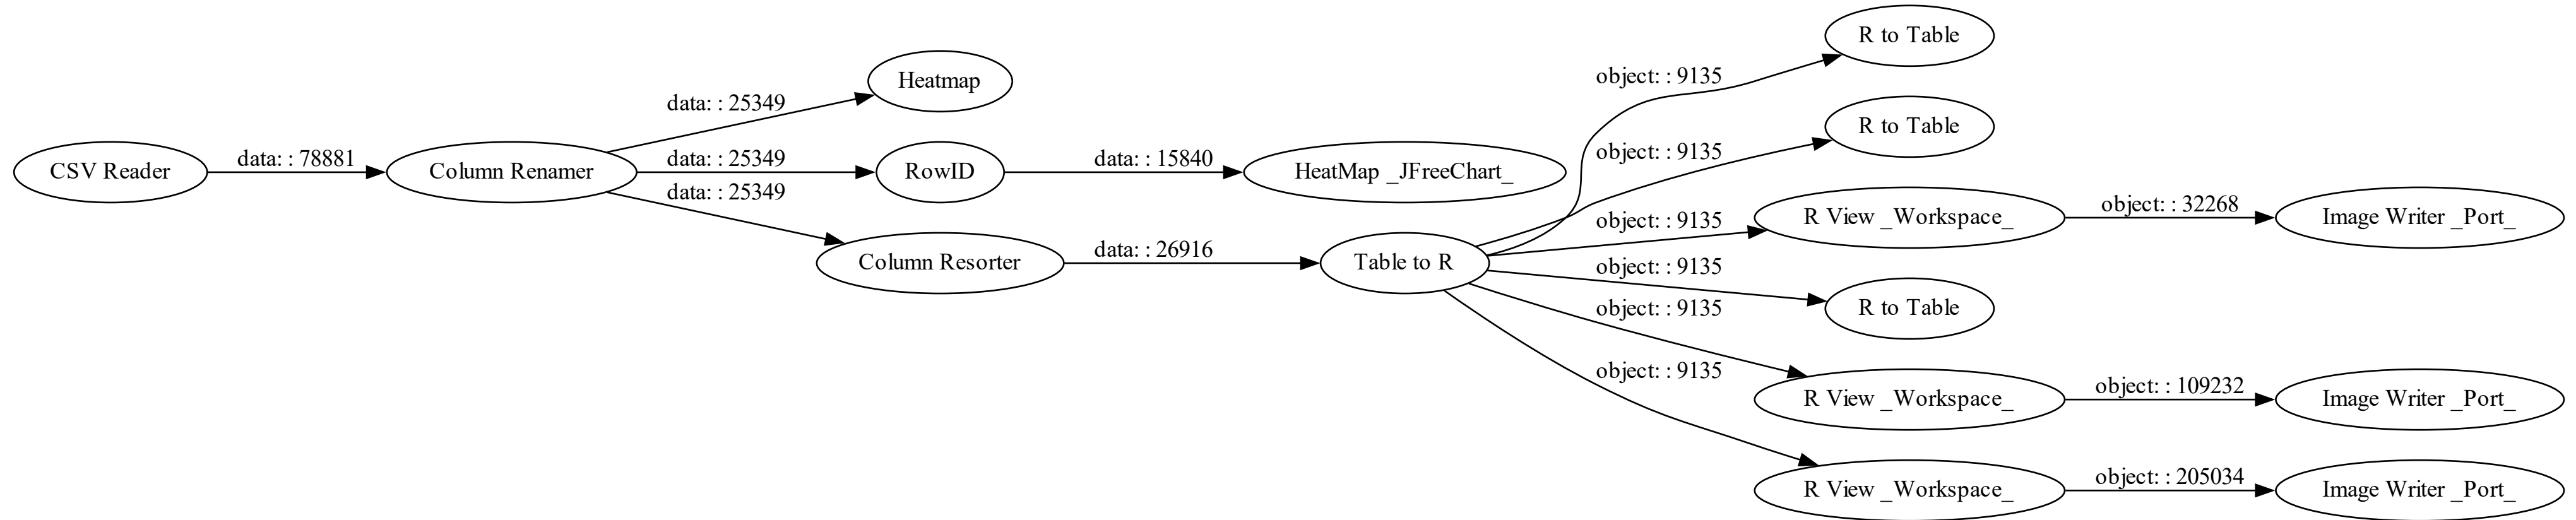 R to Table
object: : 9135
Heatmap
data: : 25349
R to Table
object: : 9135
CSV Reader
data: : 78881
Column Renamer
data: : 25349
RowID
data: : 15840
HeatMap _JFreeChart_
data: : 25349
object: : 9135
R View _Workspace_
object: : 32268
Image Writer _Port_
Column Resorter
data: : 26916
Table to R
object: : 9135
R to Table
object: : 9135
R View _Workspace_
object: : 109232
Image Writer _Port_
object: : 9135
R View _Workspace_
object: : 205034
Image Writer _Port_